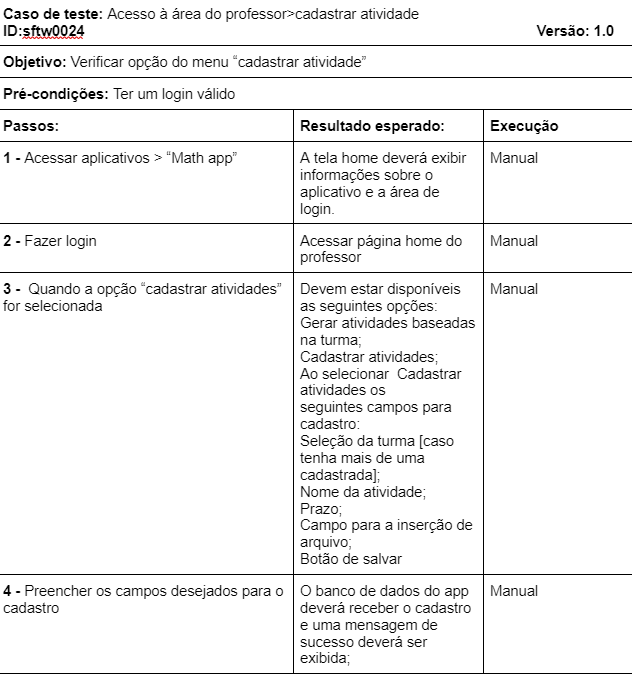 Caso de teste: Acesso à área do professor>cadastrar atividade
ID:sftw0024 Versão: 1.0
Objetivo: Verificar opção do menu “cadastrar atividade”
Pré-condições: Ter um login válido
Passos: Resultado esperado: Execução
1 - Acessar aplicativos > “Math app” A tela home deverá exibir Manual
informações sobre o
aplicativo e a área de
login.
2 - Fazer login Acessar página home do Manual
professor
3 -  Quando a opção “cadastrar atividades” Devem estar disponíveis Manual
for selecionada as seguintes opções:
Gerar atividades baseadas
na turma;
Cadastrar atividades;
Ao selecionar  Cadastrar
atividades os
seguintes campos para
cadastro:
Seleção da turma [caso
tenha mais de uma
cadastrada];
Nome da atividade;
Prazo;
Campo para a inserção de
arquivo;
Botão de salvar
4 - Preencher os campos desejados para o O banco de dados do app Manual
cadastro deverá receber o cadastro
e uma mensagem de
sucesso deverá ser
exibida;